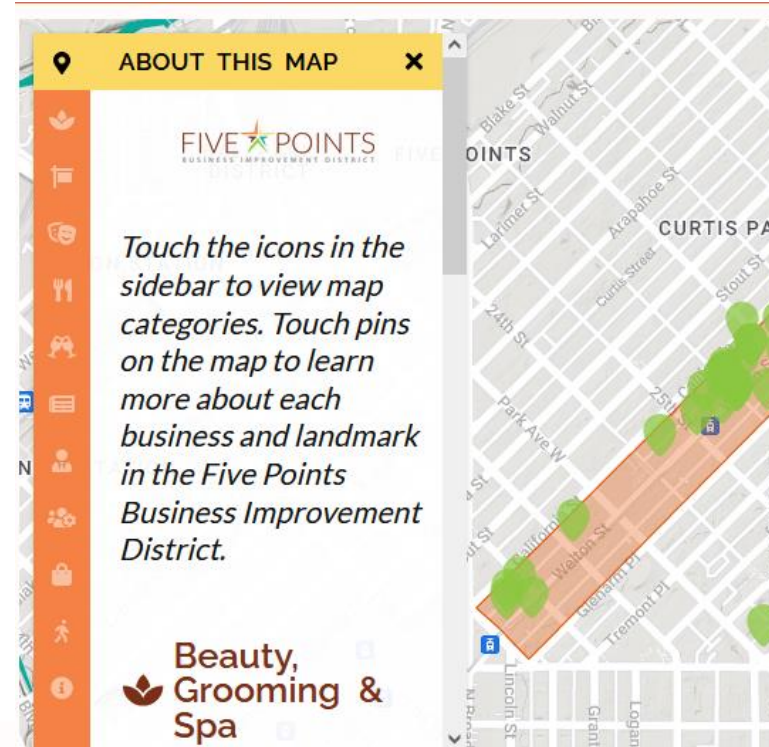 ABOUT THIS MAP
FIVE POINTS
BUSINESS IMPROVEMENT DISTRICT
Touch the icons in the
sidebar to view map
categories. Touch pins
on the map to learn
more about each
business and landmark
in the Five Points
Business Improvement
District.
Beauty,
Grooming &
Spa
OINTS
CURTIS PA
Blake St
Walnut St
Larimer St
Arapahoe St
Curtis Street
Stout St
24th St
25th St
Park Ave W
California
Welton St
Glenarm Pl
Tremont Pl
Lincoln St
N Broa
Grant
Logan